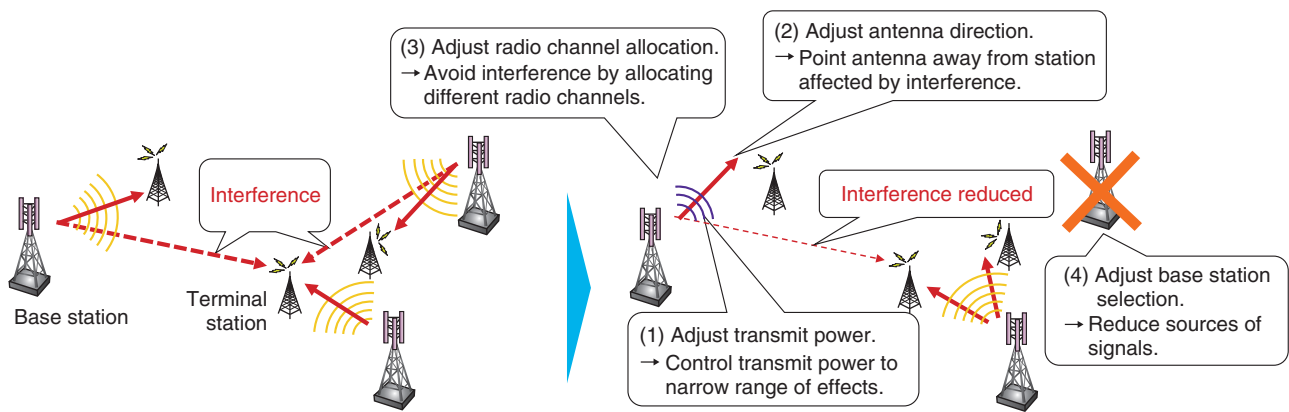 (3) Adjust radio channel allocation.
→ Avoid interference by allocating
different radio channels.
(2) Adjust antenna direction.
→ Point antenna away from station
affected by interference.
Interference
Interference reduced
Base station
Terminal
station
(1) Adjust transmit power.
→ Control transmit power to
narrow range of effects.
(4) Adjust base station
selection.
→ Reduce sources of
signals.